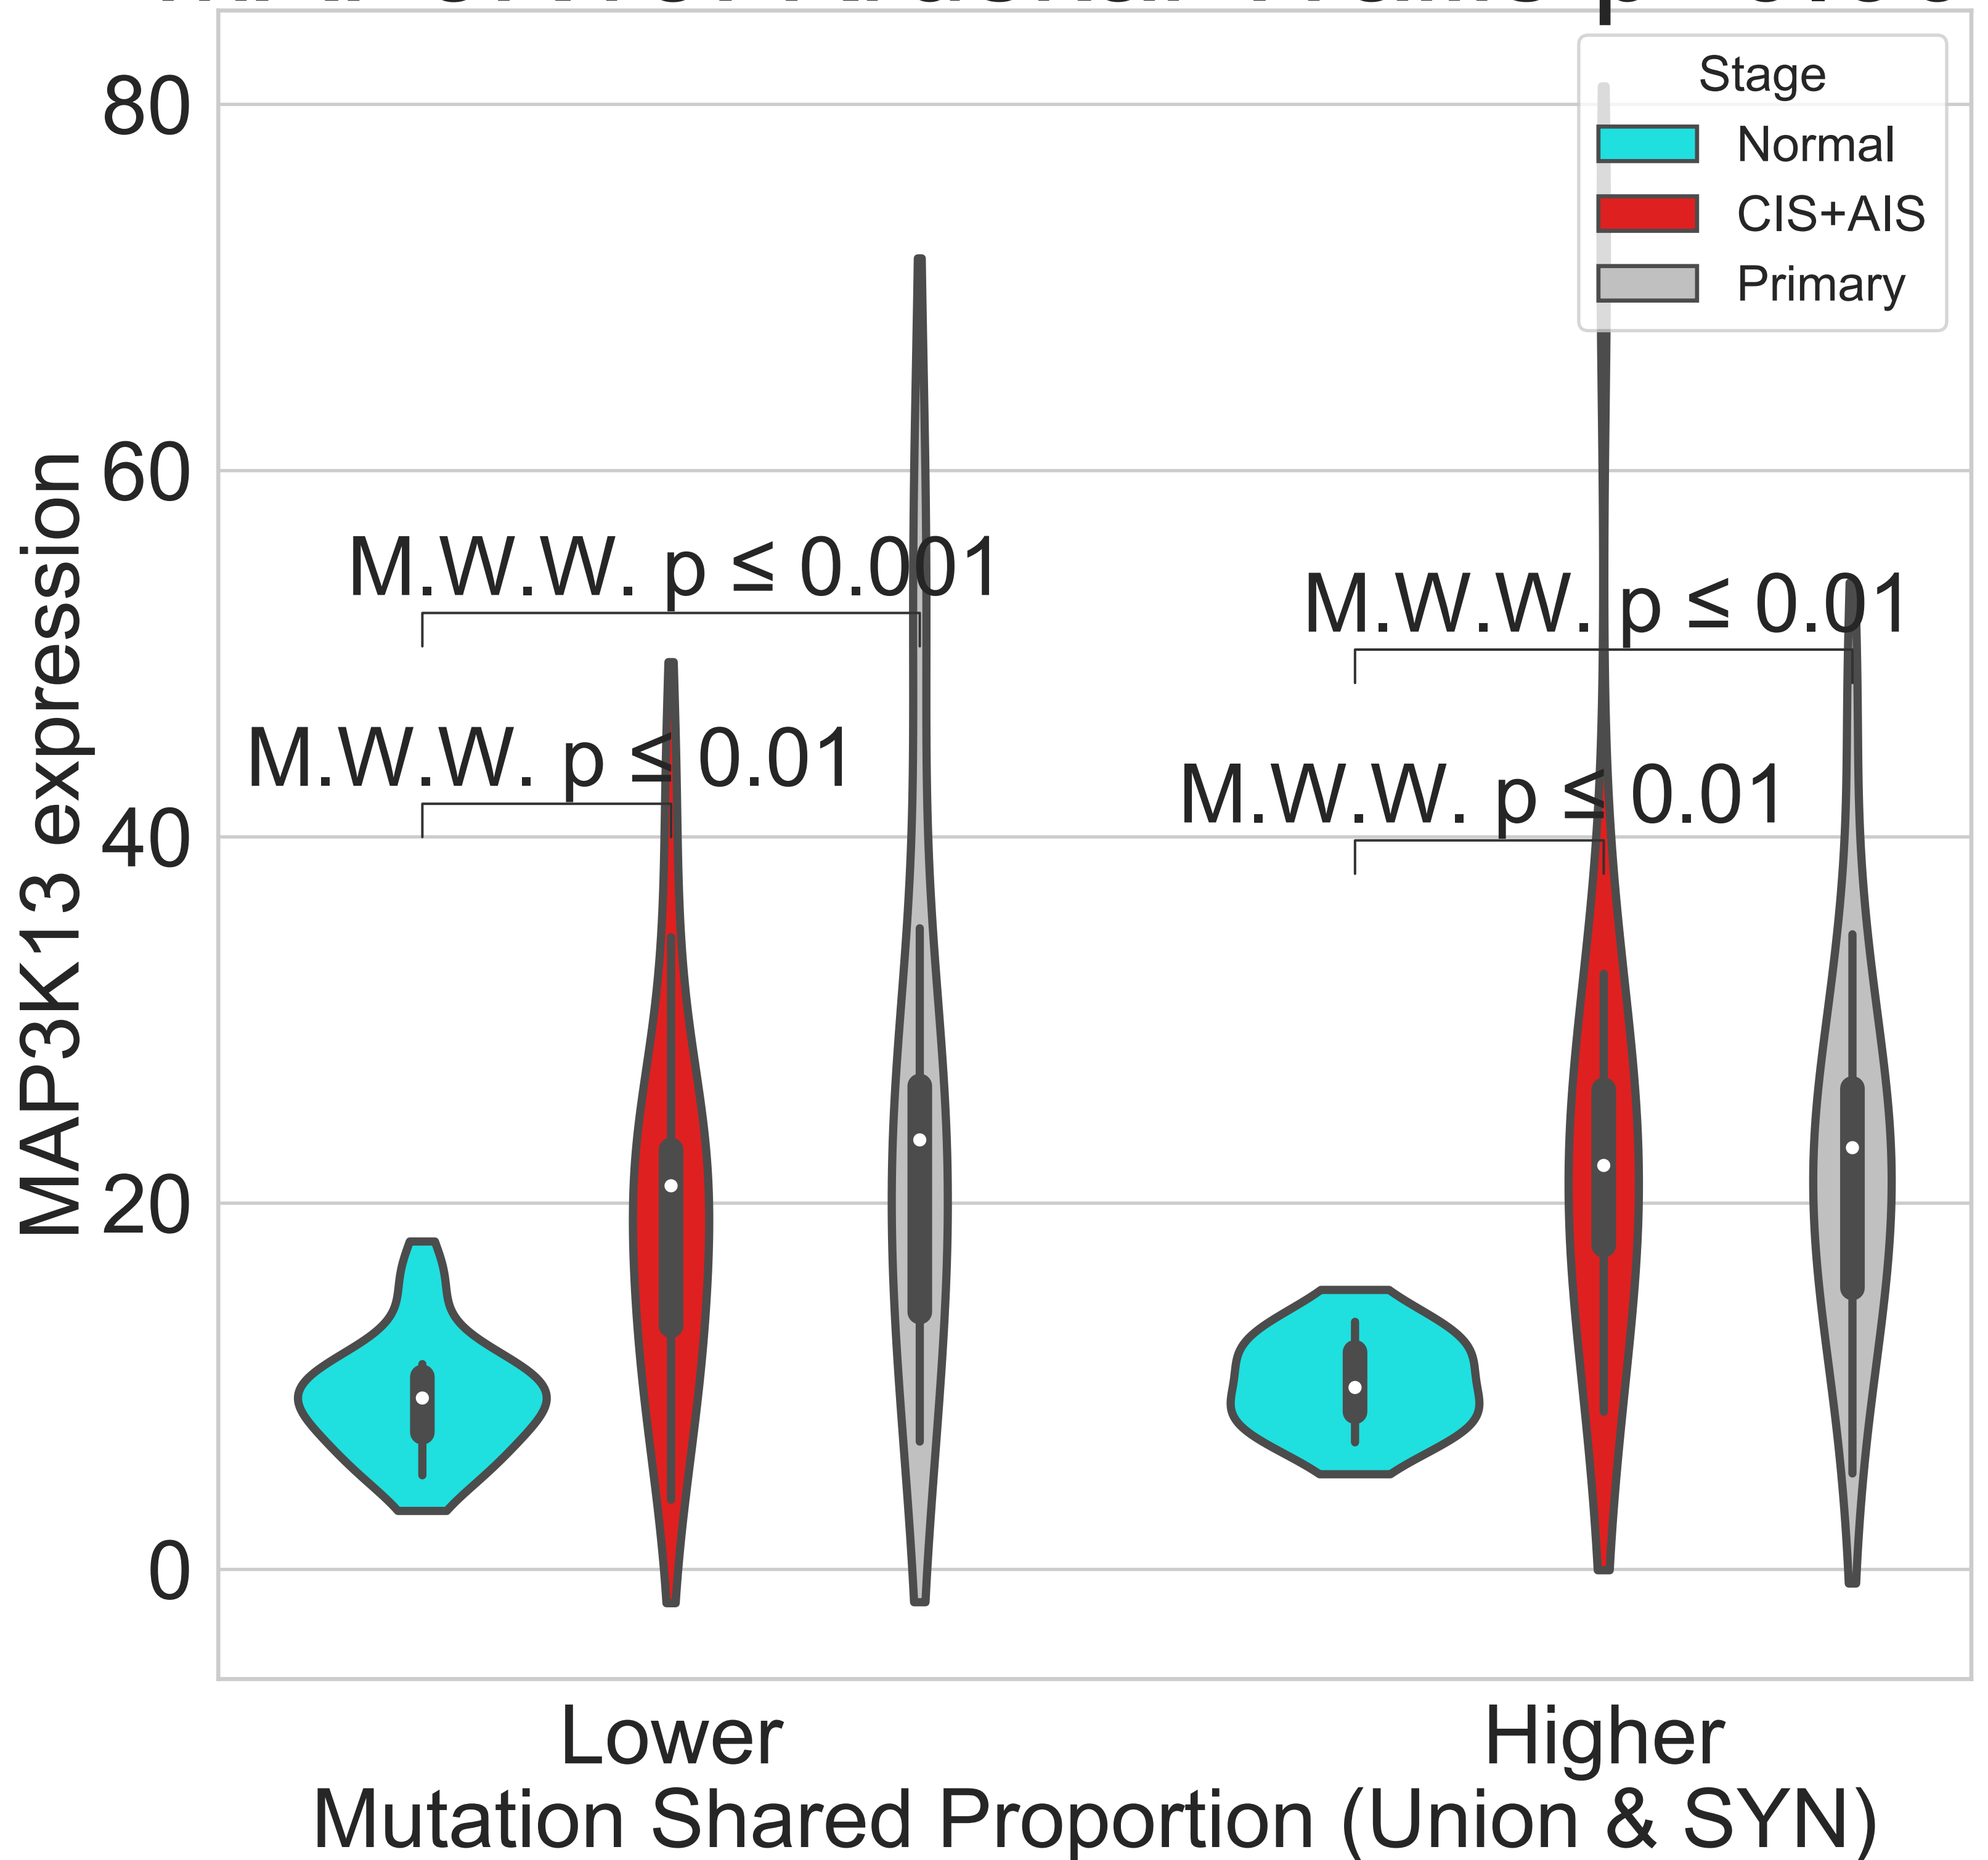 Stage
Normal
CIS+AIS
Primary
80
60
40
20
0
MAP3K13 expression
M.W.W. p ≤ 0.001
M.W.W. p ≤ 0.01
M.W.W. p ≤ 0.01
M.W.W. p ≤ 0.01
Lower
Higher
Mutation Shared Proportion (Union & SYN)